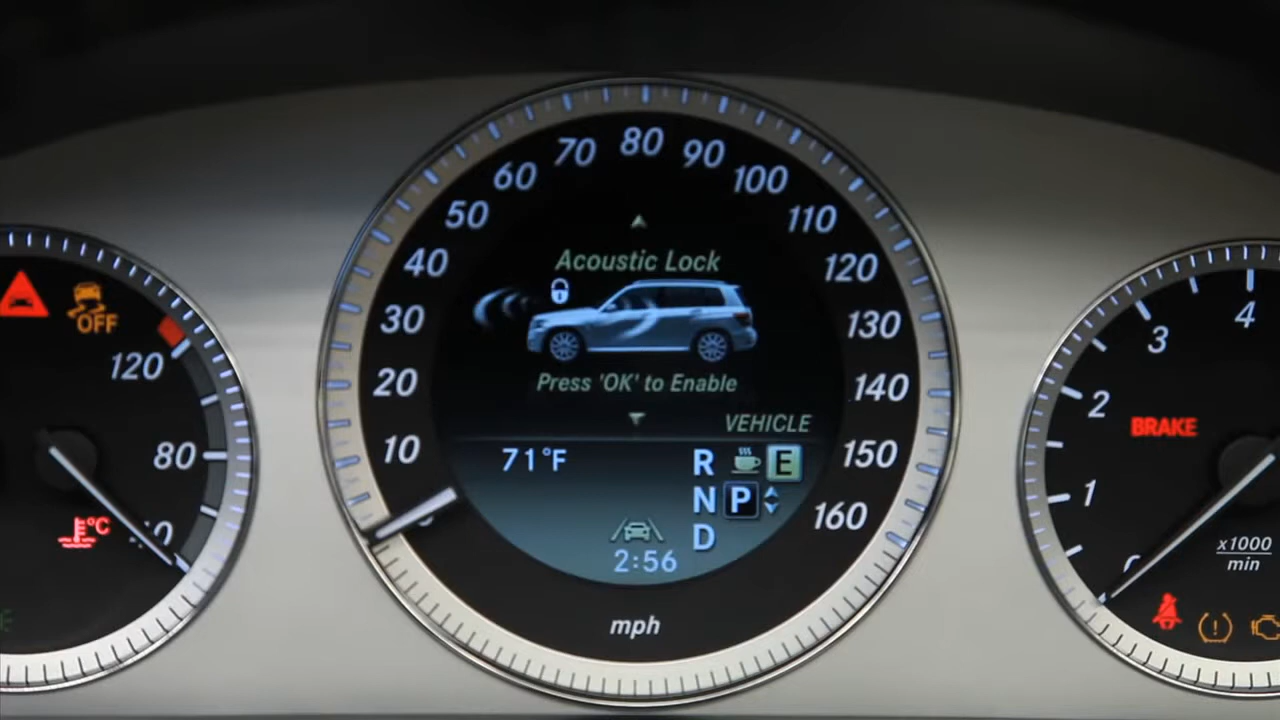 OFF
120
80
°C
10
20
30
40
50
60
70
80
90
100
110
120
130
140
150
160
Acoustic Lock
Press 'OK' to Enable
VEHICLE
71°F
R
E
N P
D
2:56
mph
4
3
2
1
BRAKE
x1000
min